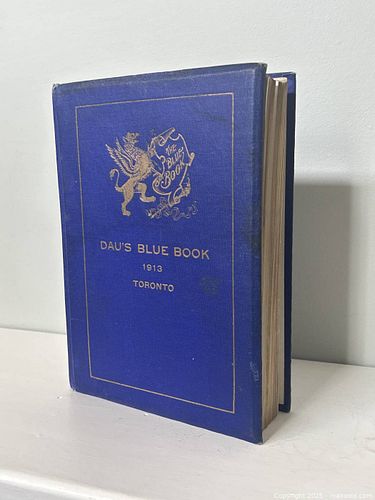 THE
BLUE
BOOK
DAU'S BLUE BOOK
1913
TORONTO